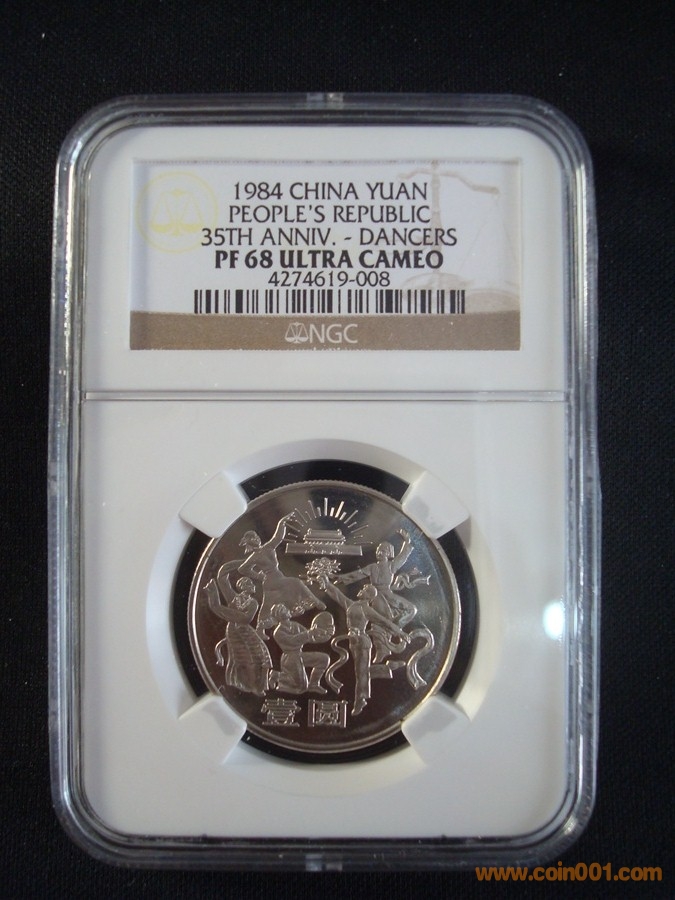 1984 CHINA YUAN
PEOPLE'S REPUBLIC
35TH ANNIV. - DANCERS
PF 68 ULTRA CAMEO
4274619-008
NGC
壹圆
www.coin001.com